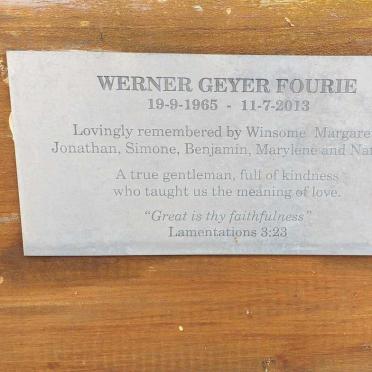 WERNER GEYER FOURIE
19-9-1965 - 11-7-2013
Lovingly remembered by Winsome Margare
Jonathan, Simone, Benjamin, Marylene and Nat
A true gentleman, full of kindness
who taught us the meaning of love.
“Great is thy faithfulness”
Lamentations 3:23